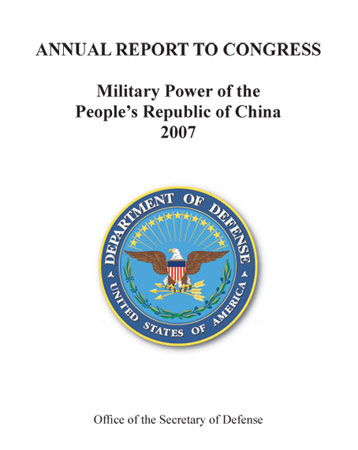 ANNUAL REPORT TO CONGRESS
Military Power of the
People's Republic of China
2007
DEPARTMENT OF DEFENSE
UNITED STATES OF AMERICA
Office of the Secretary of Defense